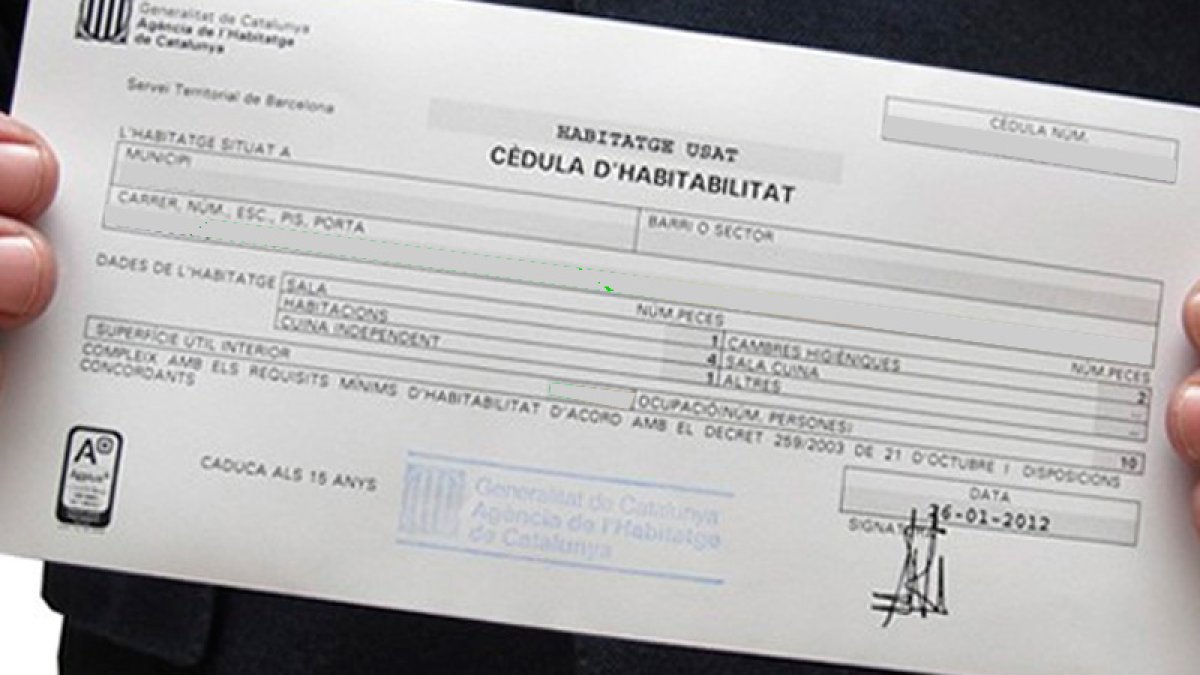 Generalitat de Catalunya
Agència de l'Habitatge
de Catalunya
Servei Territorial de Barcelona
CÈDULA NÚM.
HABITATGE USAT
CÈDULA D'HABITABILITAT
L'HABITATGE SITUAT A
MUNICIPI
BARRI O SECTOR
CARRER, NÚM., ESC., PIS, PORTA
DADES DE L'HABITATGE
NÚM.PECES
NÚM.PECES
SALA 1 CAMBRES HIGIÈNIQUES 2
HABITACIONS 4 SALA CUINA --
CUINA INDEPENDENT 1 ALTRES --
SUPERFÍCIE ÚTIL INTERIOR OCUPACIÓ(NÚM. PERSONES) 10
COMPLEIX AMB ELS REQUISITS MÍNIMS D'HABITABILITAT D'ACORD AMB EL DECRET 259/2003 DE 21 D'OCTUBRE I DISPOSICIONS
CONCORDANTS
A+
Applus+
CADUCA ALS 15 ANYS
Generalitat de Catalunya
Agència de l'Habitatge
de Catalunya
DATA
26-01-2012